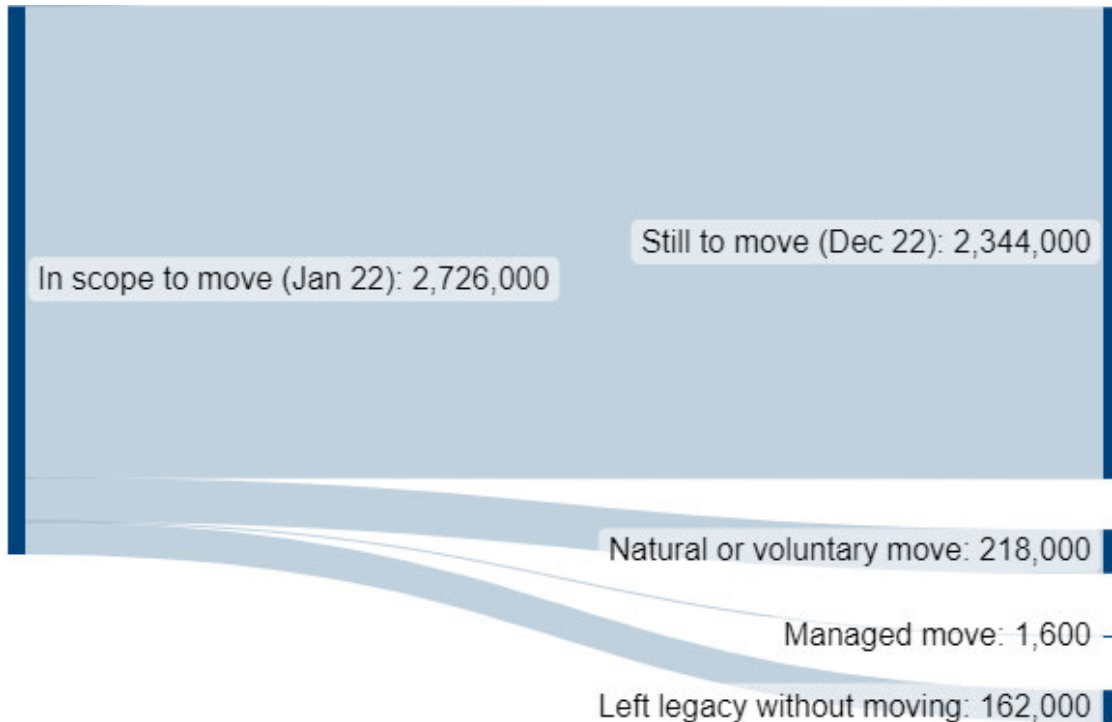 Still to move (Dec 22): 2,344,000
In scope to move (Jan 22): 2,726,000
Natural or voluntary move: 218,000
Managed move: 1,600
Left legacy without moving: 162,000